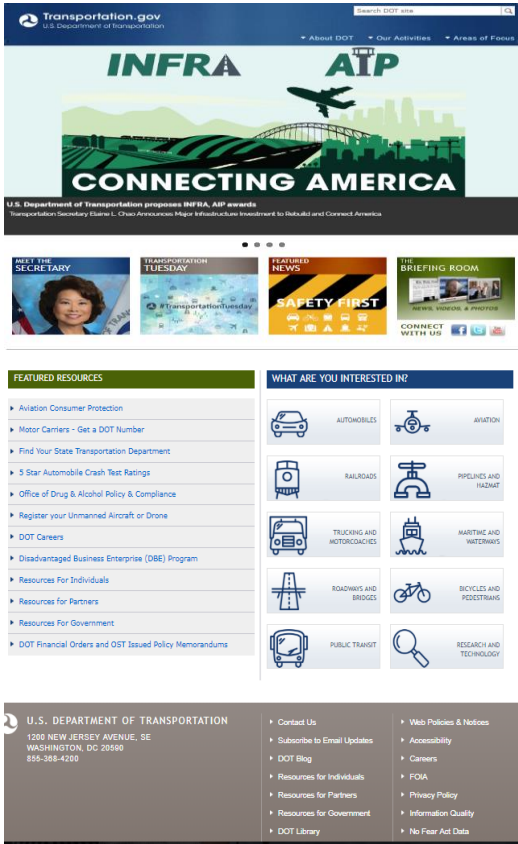 Transportation.gov
U.S. Department of Transportation
Search DOT site
About DOT
Our Activities
Areas of Focus
INFRA AIP
CONNECTING AMERICA
U.S. Department of Transportation proposes INFRA, AIP awards
Transportation Secretary Elaine L. Chao Announces Major Infrastructure Investment to Rebuild and Connect America
MEET THE
SECRETARY
TRANSPORTATION
TUESDAY
#TransportationTuesday
FEATURED
NEWS
SAFETY FIRST
THE
BRIEFING ROOM
NEWS, VIDEOS, & PHOTOS
CONNECT
WITH US
FEATURED RESOURCES
Aviation Consumer Protection
Motor Carriers - Get a DOT Number
Find Your State Transportation Department
5 Star Automobile Crash Test Ratings
Office of Drug & Alcohol Policy & Compliance
Register your Unmanned Aircraft or Drone
DOT Careers
Disadvantaged Business Enterprise (DBE) Program
Resources For Individuals
Resources for Partners
Resources For Government
DOT Financial Orders and OST Issued Policy Memorandums
WHAT ARE YOU INTERESTED IN?
AUTOMOBILES
AVIATION
RAILROADS
PIPELINES AND
HAZMAT
TRUCKING AND
MOTORCOACHES
MARITIME AND
WATERWAYS
ROADWAYS AND
BRIDGES
BICYCLES AND
PEDESTRIANS
PUBLIC TRANSIT
RESEARCH AND
TECHNOLOGY
U.S. DEPARTMENT OF TRANSPORTATION
1200 NEW JERSEY AVENUE, SE
WASHINGTON, DC 20590
855-368-4200
Contact Us
Subscribe to Email Updates
DOT Blog
Resources for Individuals
Resources for Partners
Resources for Government
DOT Library
Web Policies & Notices
Accessibility
Careers
FOIA
Privacy Policy
Information Quality
No Fear Act Data